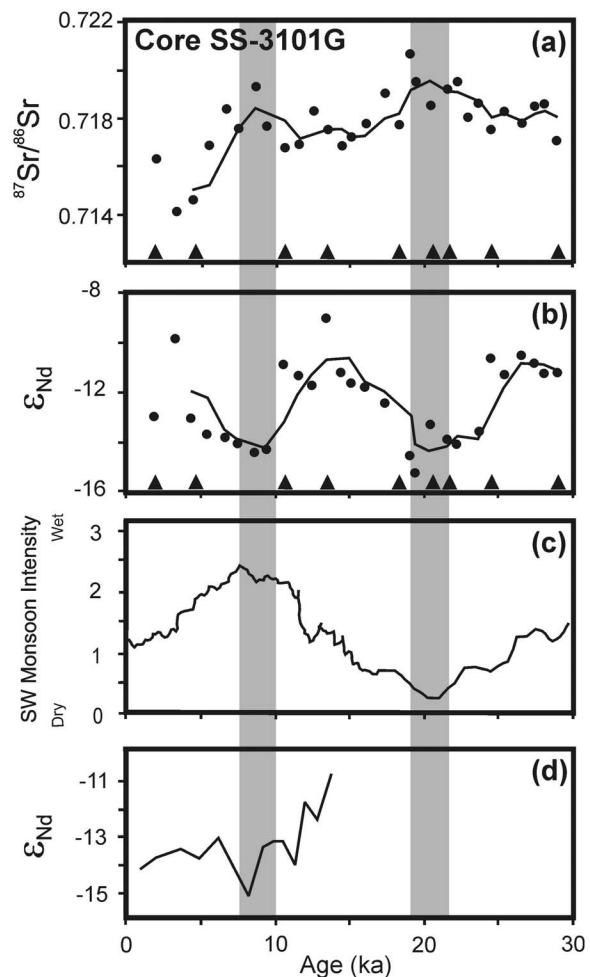 0.722
Core SS-3101G
(a)
0.718
0.714
⁸⁷Sr/⁸⁶Sr
-8
(b)
-12
-16
εNd
3
(c)
2
1
0
SW Monsoon Intensity
Wet
Dry
(d)
-11
-13
-15
εNd
0 10 20 30
Age (ka)